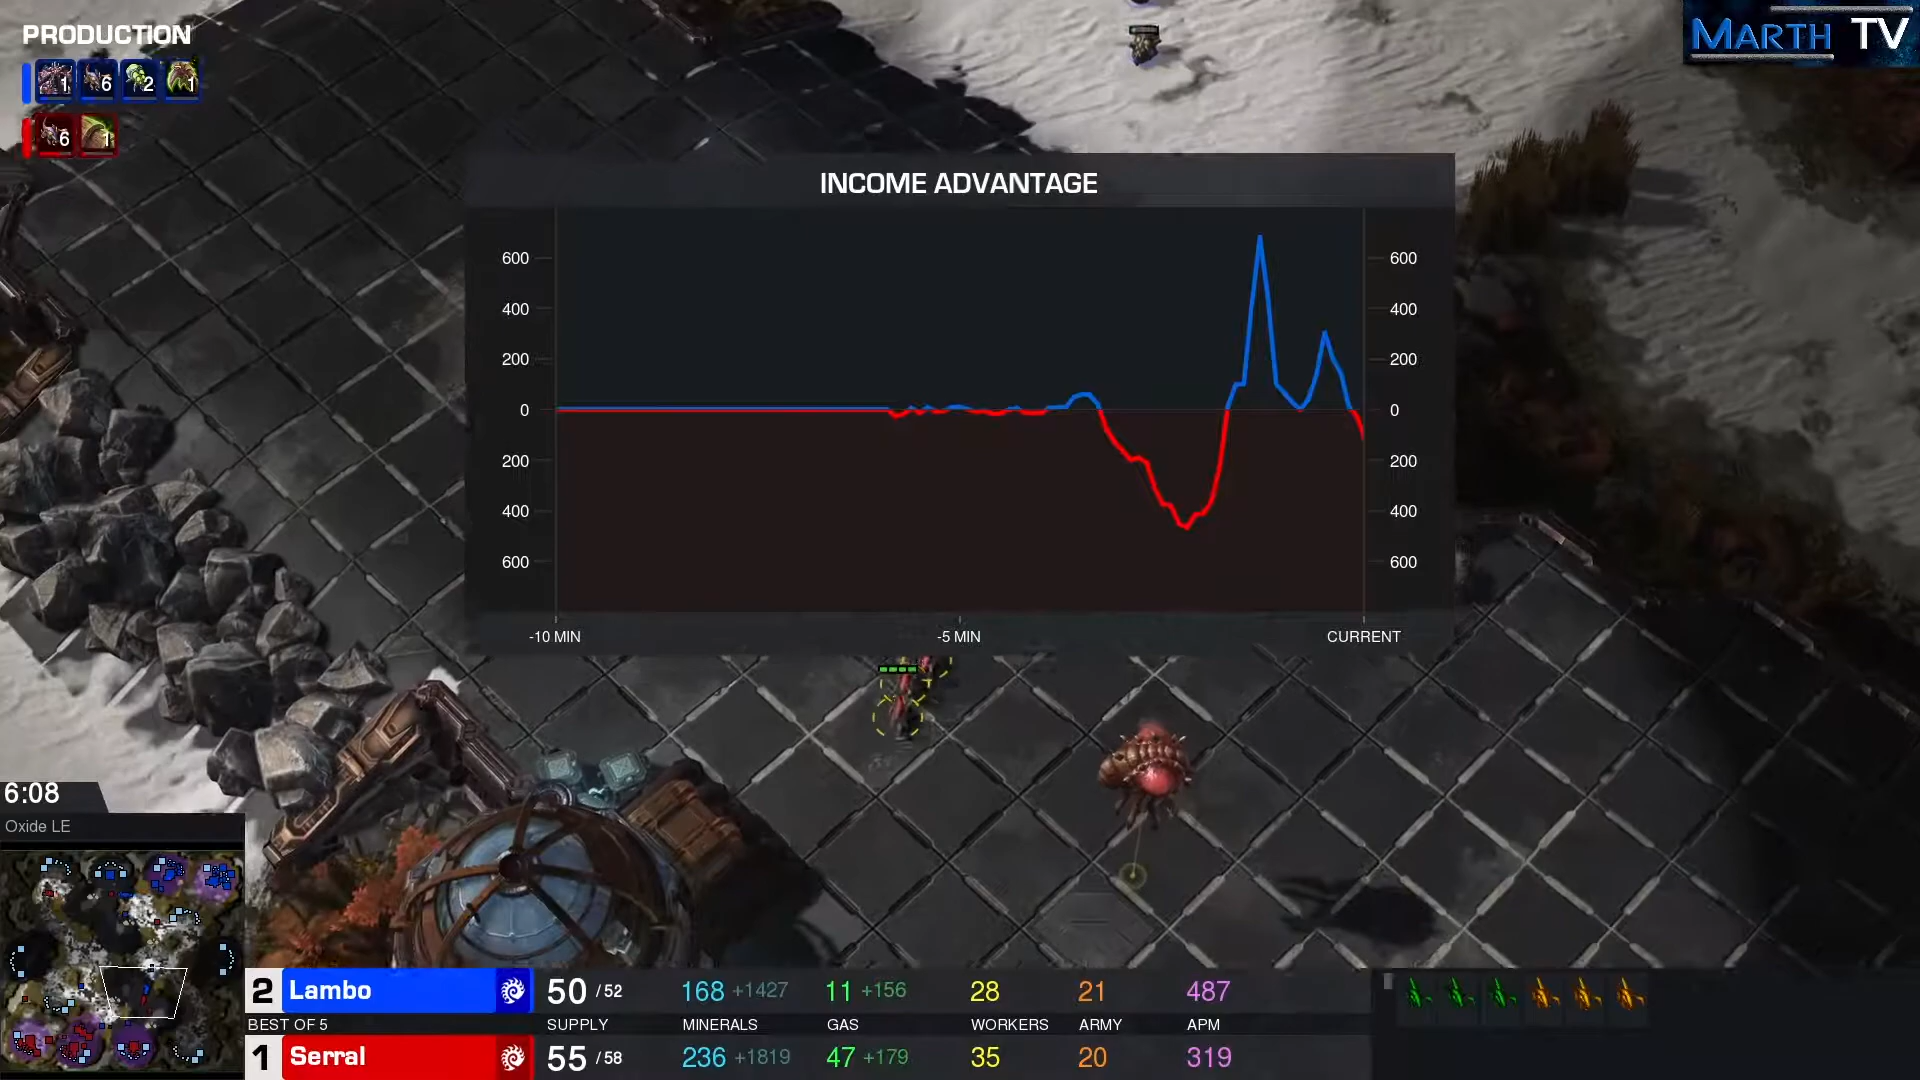 PRODUCTION
1 6 2 1
6 1
MARTH TV
INCOME ADVANTAGE
600 600
400 400
200 200
0 0
200 200
400 400
600 600
-10 MIN -5 MIN CURRENT
6:08
Oxide LE
2 Lambo 50 /52 168 +1427 11 +156 28 21 487
BEST OF 5 SUPPLY MINERALS GAS WORKERS ARMY APM
1 Serral 55 /58 236 +1819 47 +179 35 20 319